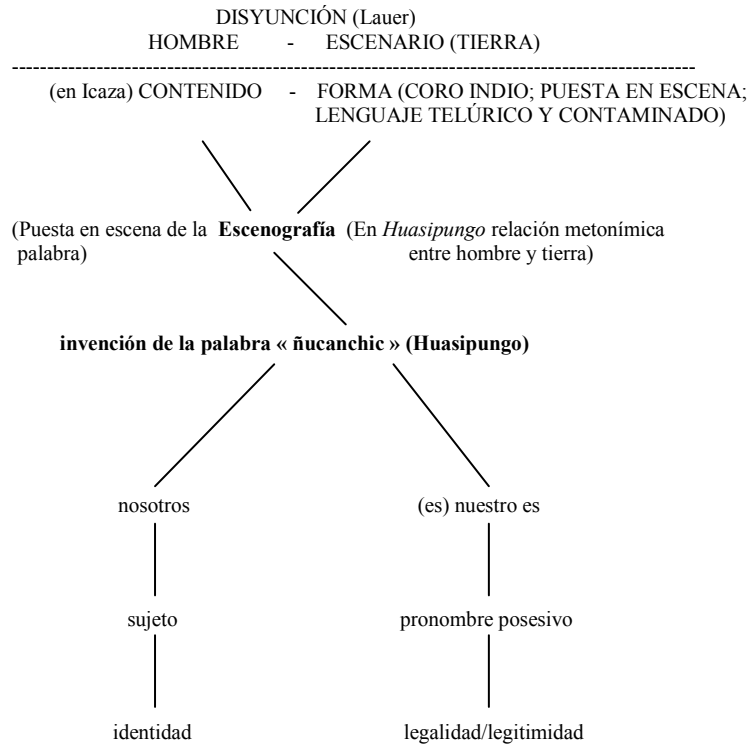 DISYUNCIÓN (Lauer)
HOMBRE - ESCENARIO (TIERRA)
(en Icaza) CONTENIDO - FORMA (CORO INDIO; PUESTA EN ESCENA;
LENGUAJE TELÚRICO Y CONTAMINADO)
(Puesta en escena de la Escenografía (En Huasipungo relación metonímica
palabra) entre hombre y tierra)
invención de la palabra « ñucanchic » (Huasipungo)
nosotros (es) nuestro es
sujeto pronombre posesivo
identidad legalidad/legitimidad